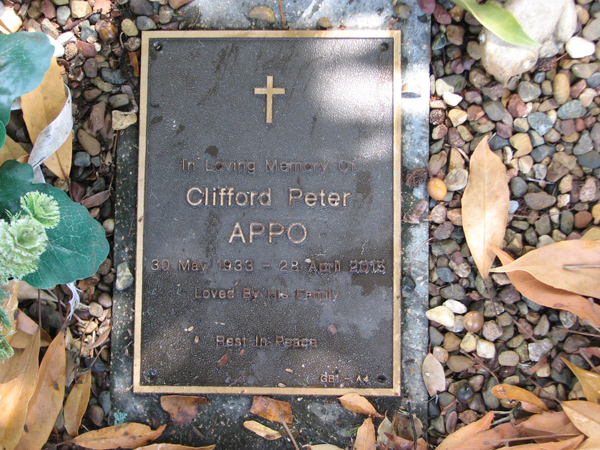 In Loving Memory Of
Clifford Peter
APPO
30 May 1933 - 28 April
Loved By His Family
Rest In Peace